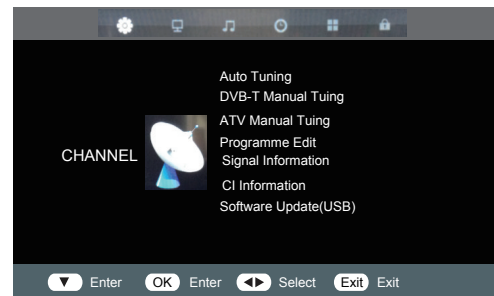 Auto Tuning
DVB-T Manual Tuing
ATV Manual Tuing
CHANNEL
Programme Edit
Signal Information
CI Information
Software Update(USB)
Enter OK Enter Select Exit Exit